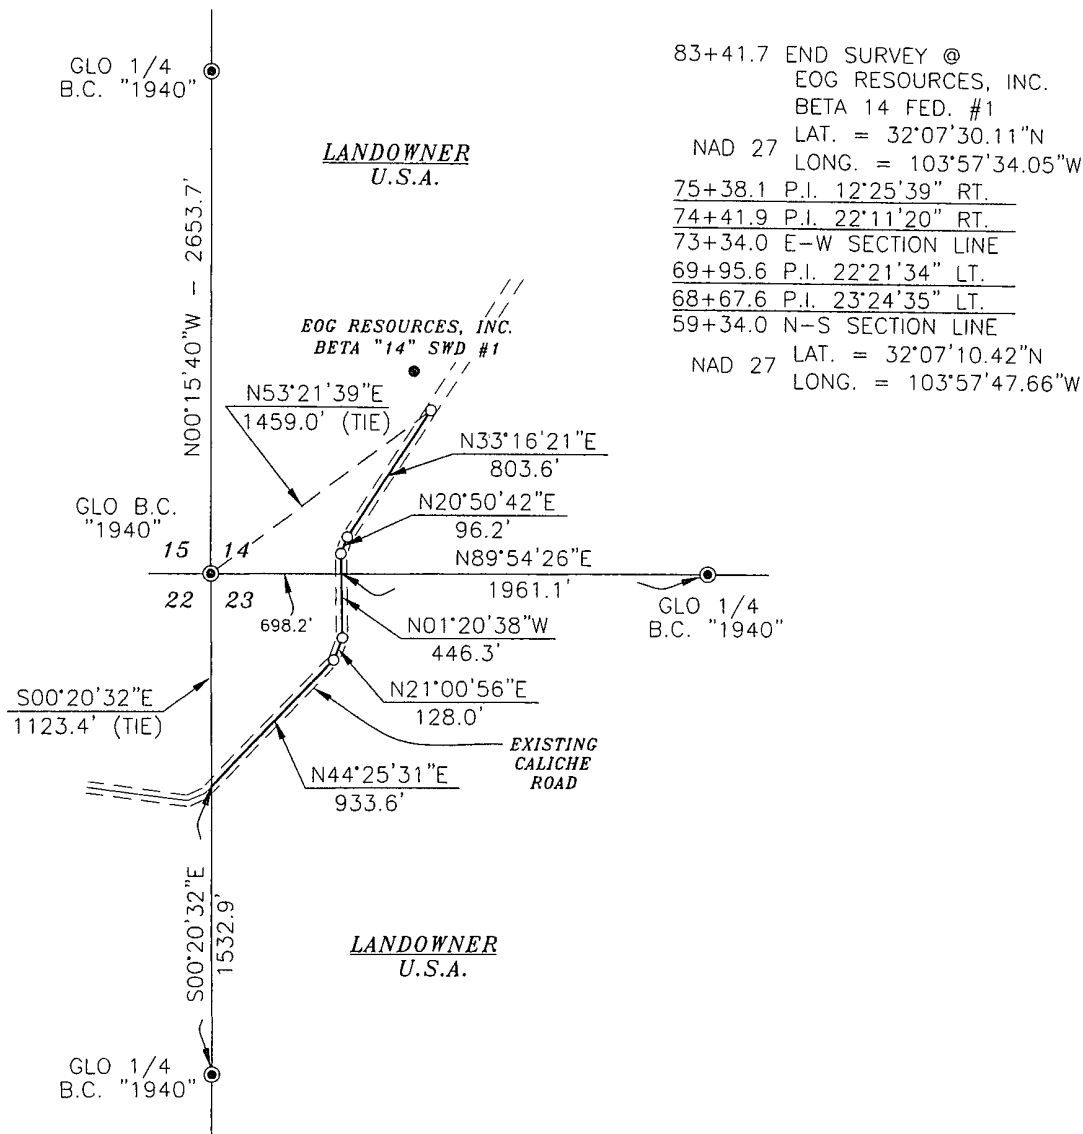 GLO 1/4
B.C. "1940"
83+41.7 END SURVEY @
EOG RESOURCES, INC.
BETA 14 FED. #1
NAD 27
LAT. = 32°07'30.11"N
LONG. = 103°57'34.05"W
75+38.1 P.I. 12°25'39" RT.
74+41.9 P.I. 22°11'20" RT.
73+34.0 E-W SECTION LINE
69+95.6 P.I. 22°21'34" LT.
68+67.6 P.I. 23°24'35" LT.
59+34.0 N-S SECTION LINE
NAD 27
LAT. = 32°07'10.42"N
LONG. = 103°57'47.66"W
LANDOWNER
U.S.A.
N00°15'40"W - 2653.7'
EOG RESOURCES, INC.
BETA "14" SWD #1
N53°21'39"E
1459.0' (TIE)
N33°16'21"E
803.6'
N20°50'42"E
96.2'
GLO B.C.
"1940"
15 14
22 23
N89°54'26"E
1961.1'
698.2'
GLO 1/4
B.C. "1940"
N01°20'38"W
446.3'
N21°00'56"E
128.0'
S00°20'32"E
1123.4' (TIE)
EXISTING
CALICHE
ROAD
N44°25'31"E
933.6'
S00°20'32"E
1532.9'
LANDOWNER
U.S.A.
GLO 1/4
B.C. "1940"